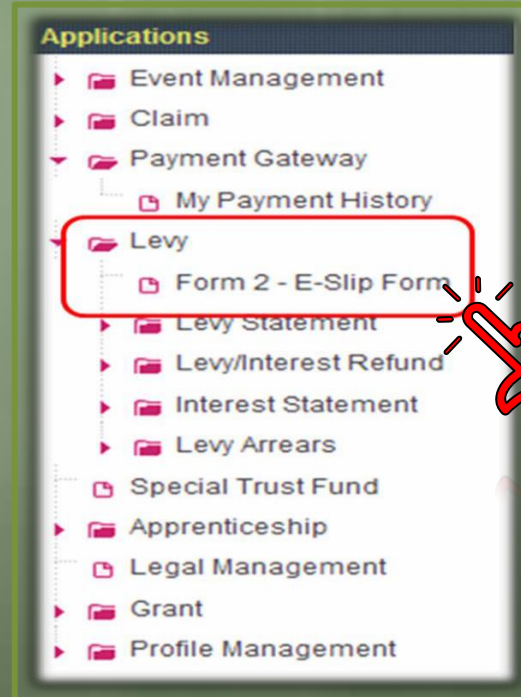 Applications
Event Management
Claim
Payment Gateway
My Payment History
Levy
Form 2 - E-Slip Form
Levy Statement
Levy/Interest Refund
Interest Statement
Levy Arrears
Special Trust Fund
Apprenticeship
Legal Management
Grant
Profile Management